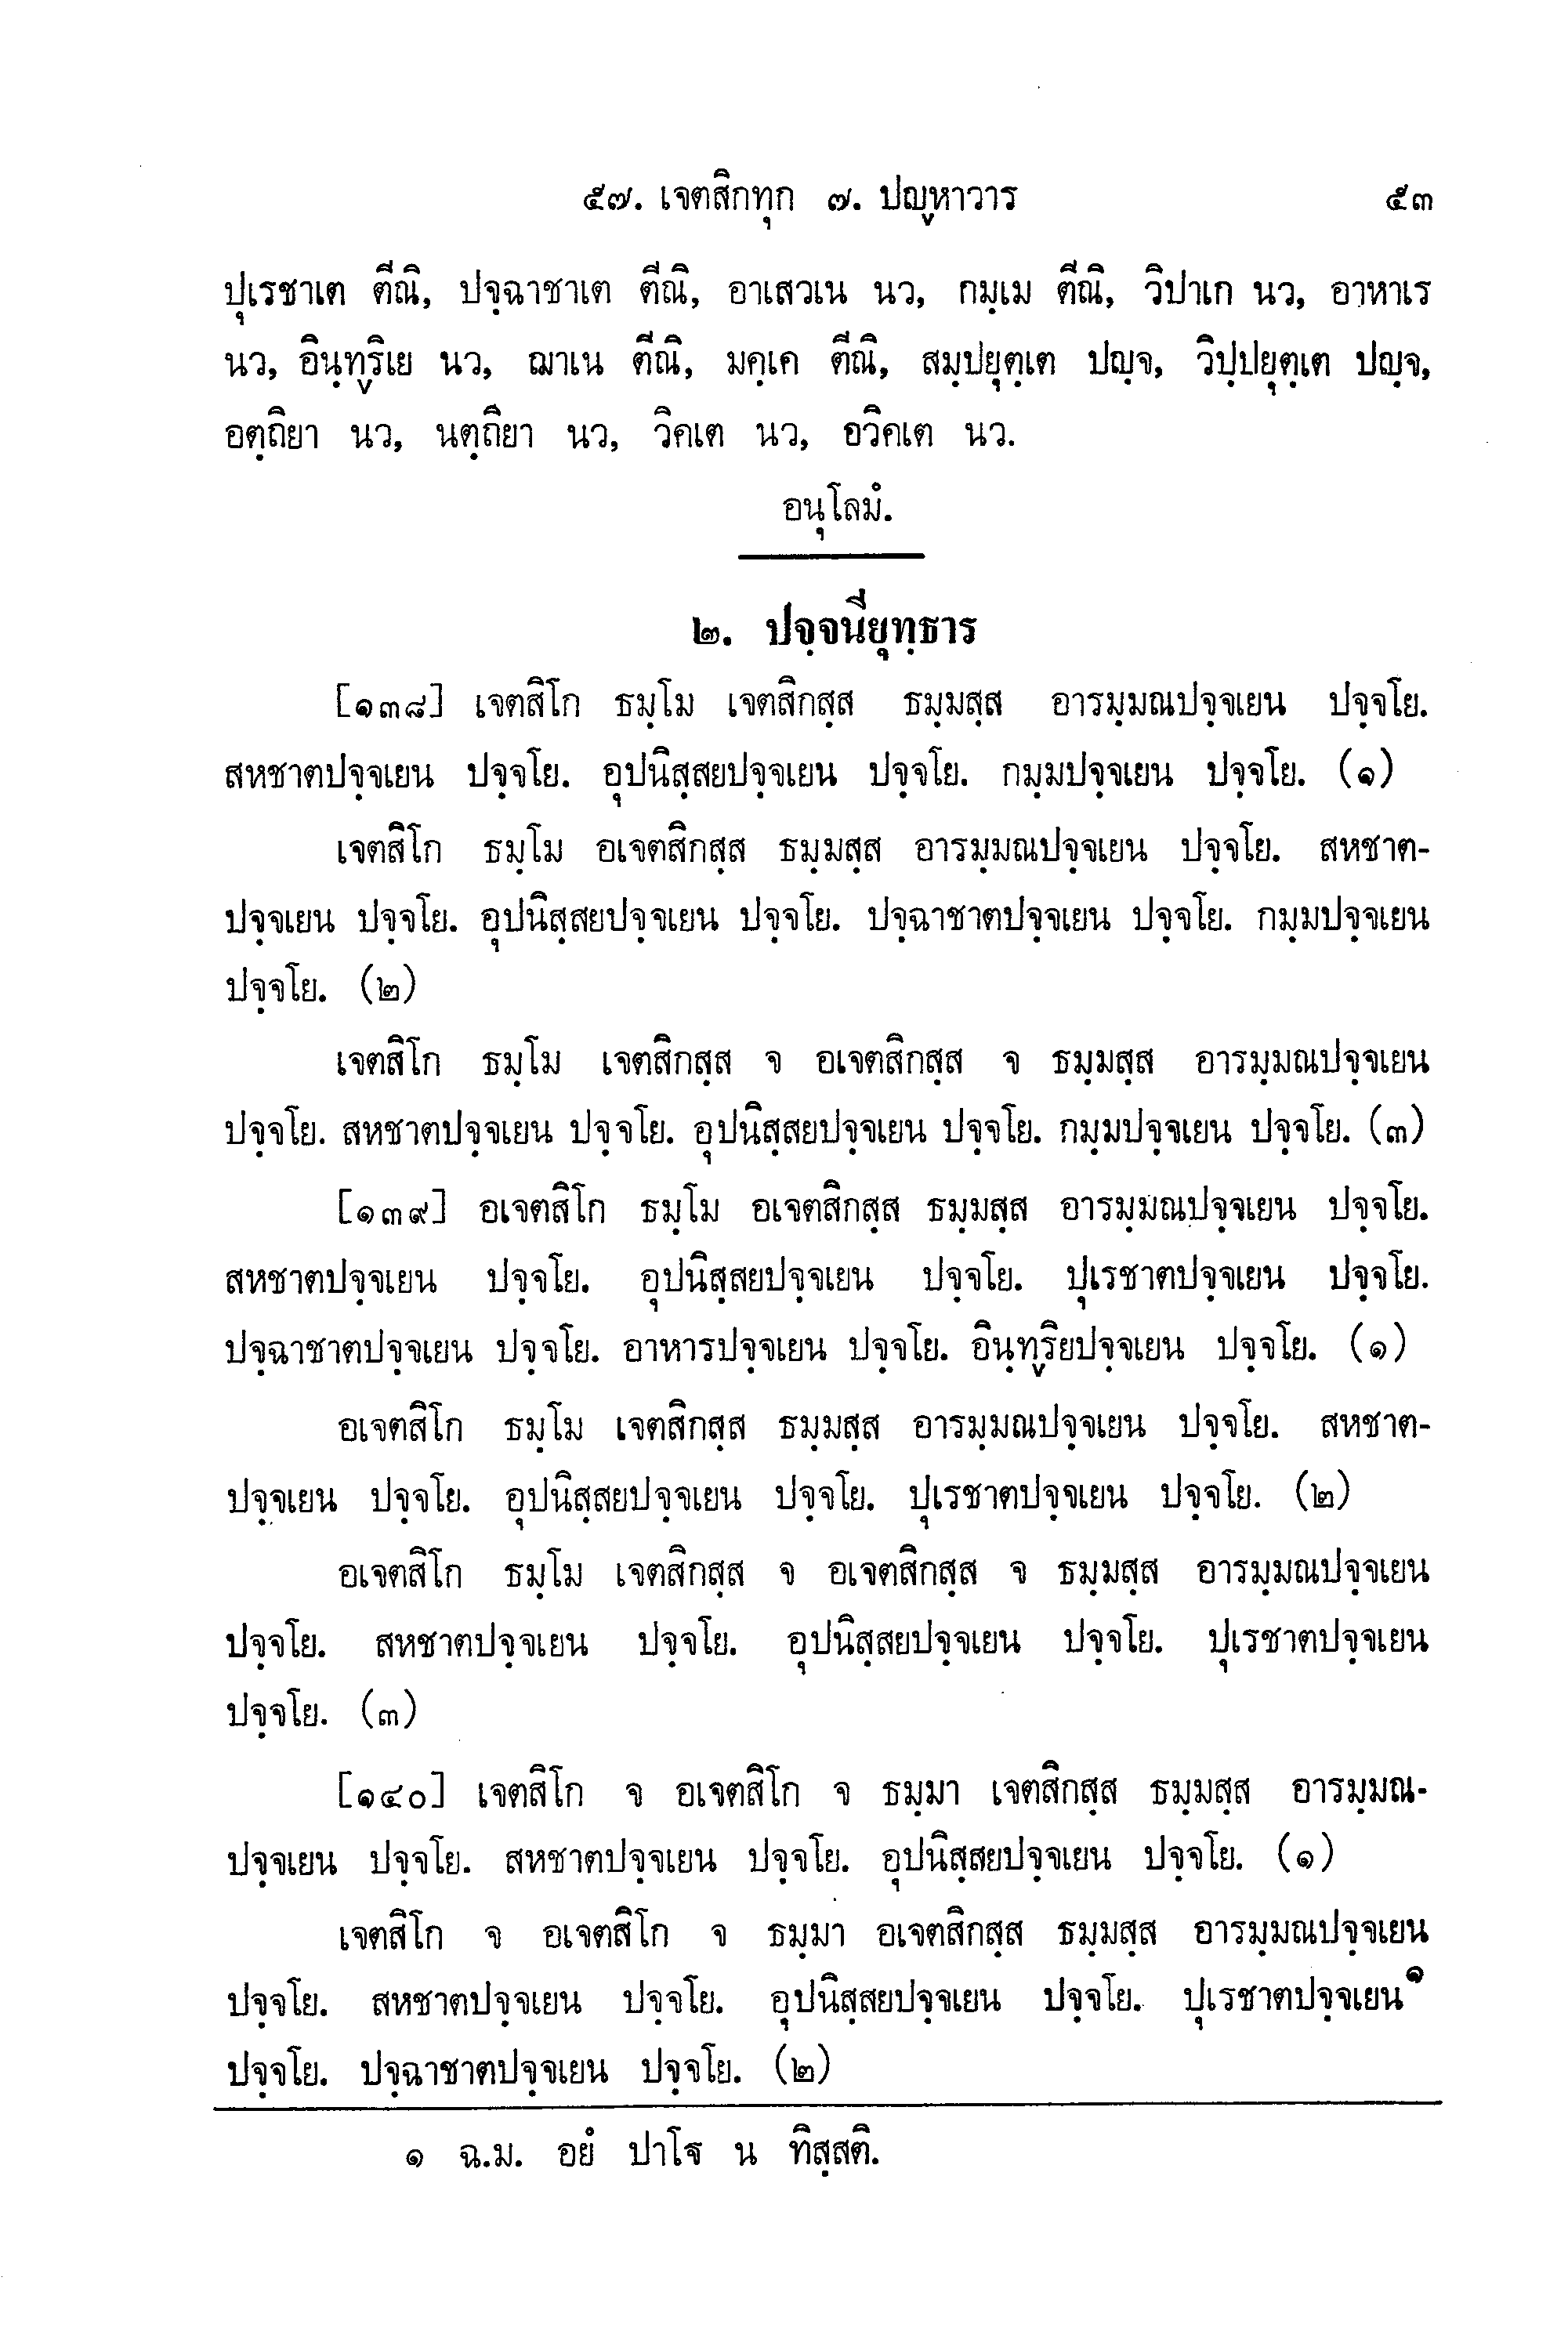 ๕๗. เจตสิกทุก ๗. ปญฺหาวาร ๕๓
ปุเรชาเต ตีณิ, ปจฺฉาชาเต ตีณิ, อาเสวเน นว, กมฺเม ตีณิ, วิปาเก นว, อาหาเร
นว, อินฺทฺริเย นว, ฌาเน ตีณิ, มคฺเค ตีณิ, สมฺปยุตฺเต ปญฺจ, วิปฺปยุตฺเต ปญฺจ,
อตฺถิยา นว, นตฺถิยา นว, วิคเต นว, อวิคเต นว.
อนุโลมํ.
๒. ปจฺจนียุทฺธาร
[๑๓๘] เจตสิโก ธมฺโม เจตสิกสฺส ธมฺมสฺส อารมฺมณปจฺจเยน ปจฺจโย.
สหชาตปจฺจเยน ปจฺจโย. อุปนิสฺสยปจฺจเยน ปจฺจโย. กมฺมปจฺจเยน ปจฺจโย. (๑)
เจตสิโก ธมฺโม อเจตสิกสฺส ธมฺมสฺส อารมฺมณปจฺจเยน ปจฺจโย. สหชาต-
ปจฺจเยน ปจฺจโย. อุปนิสฺสยปจฺจเยน ปจฺจโย. ปจฺฉาชาตปจฺจเยน ปจฺจโย. กมฺมปจฺจเยน
ปจฺจโย. (๒)
เจตสิโก ธมฺโม เจตสิกสฺส จ อเจตสิกสฺส จ ธมฺมสฺส อารมฺมณปจฺจเยน
ปจฺจโย. สหชาตปจฺจเยน ปจฺจโย. อุปนิสฺสยปจฺจเยน ปจฺจโย. กมฺมปจฺจเยน ปจฺจโย. (๓)
[๑๓๙] อเจตสิโก ธมฺโม อเจตสิกสฺส ธมฺมสฺส อารมฺมณปจฺจเยน ปจฺจโย.
สหชาตปจฺจเยน ปจฺจโย. อุปนิสฺสยปจฺจเยน ปจฺจโย. ปุเรชาตปจฺจเยน ปจฺจโย.
ปจฺฉาชาตปจฺจเยน ปจฺจโย. อาหารปจฺจเยน ปจฺจโย. อินฺทฺริยปจฺจเยน ปจฺจโย. (๑)
อเจตสิโก ธมฺโม เจตสิกสฺส ธมฺมสฺส อารมฺมณปจฺจเยน ปจฺจโย. สหชาต-
ปจฺจเยน ปจฺจโย. อุปนิสฺสยปจฺจเยน ปจฺจโย. ปุเรชาตปจฺจเยน ปจฺจโย. (๒)
อเจตสิโก ธมฺโม เจตสิกสฺส จ อเจตสิกสฺส จ ธมฺมสฺส อารมฺมณปจฺจเยน
ปจฺจโย. สหชาตปจฺจเยน ปจฺจโย. อุปนิสฺสยปจฺจเยน ปจฺจโย. ปุเรชาตปจฺจเยน
ปจฺจโย. (๓)
[๑๔๐] เจตสิโก จ อเจตสิโก จ ธมฺมา เจตสิกสฺส ธมฺมสฺส อารมฺมณ-
ปจฺจเยน ปจฺจโย. สหชาตปจฺจเยน ปจฺจโย. อุปนิสฺสยปจฺจเยน ปจฺจโย. (๑)
เจตสิโก จ อเจตสิโก จ ธมฺมา อเจตสิกสฺส ธมฺมสฺส อารมฺมณปจฺจเยน
ปจฺจโย. สหชาตปจฺจเยน ปจฺจโย. อุปนิสฺสยปจฺจเยน ปจฺจโย. ปุเรชาตปจฺจเยน๑
ปจฺจโย. ปจฺฉาชาตปจฺจเยน ปจฺจโย. (๒)
๑ ฉ.ม. อยํ ปาโฐ น ทิสฺสติ.